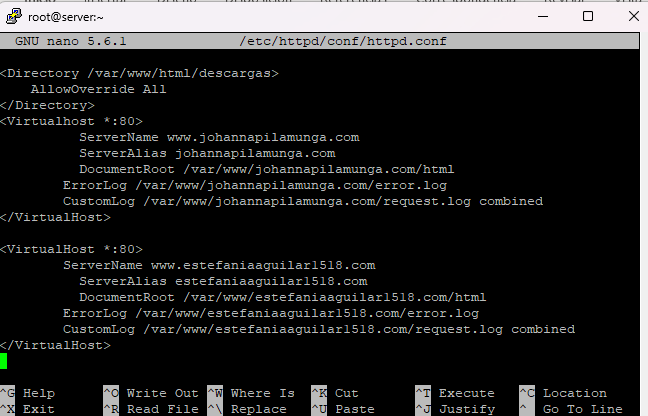 root@server:~
GNU nano 5.6.1 /etc/httpd/conf/httpd.conf
<Directory /var/www/html/descargas>
AllowOverride All
</Directory>
<Virtualhost *:80>
ServerName www.johannapilamunga.com
ServerAlias johannapilamunga.com
DocumentRoot /var/www/johannapilamunga.com/html
ErrorLog /var/www/johannapilamunga.com/error.log
CustomLog /var/www/johannapilamunga.com/request.log combined
</VirtualHost>
<VirtualHost *:80>
ServerName www.estefaniaaguilar1518.com
ServerAlias estefaniaaguilar1518.com
DocumentRoot /var/www/estefaniaaguilar1518.com/html
ErrorLog /var/www/estefaniaaguilar1518.com/error.log
CustomLog /var/www/estefaniaaguilar1518.com/request.log combined
</VirtualHost>
^G Help ^O Write Out ^W Where Is ^K Cut ^T Execute ^C Location
^X Exit ^R Read File ^\ Replace ^U Paste ^J Justify ^_ Go To Line